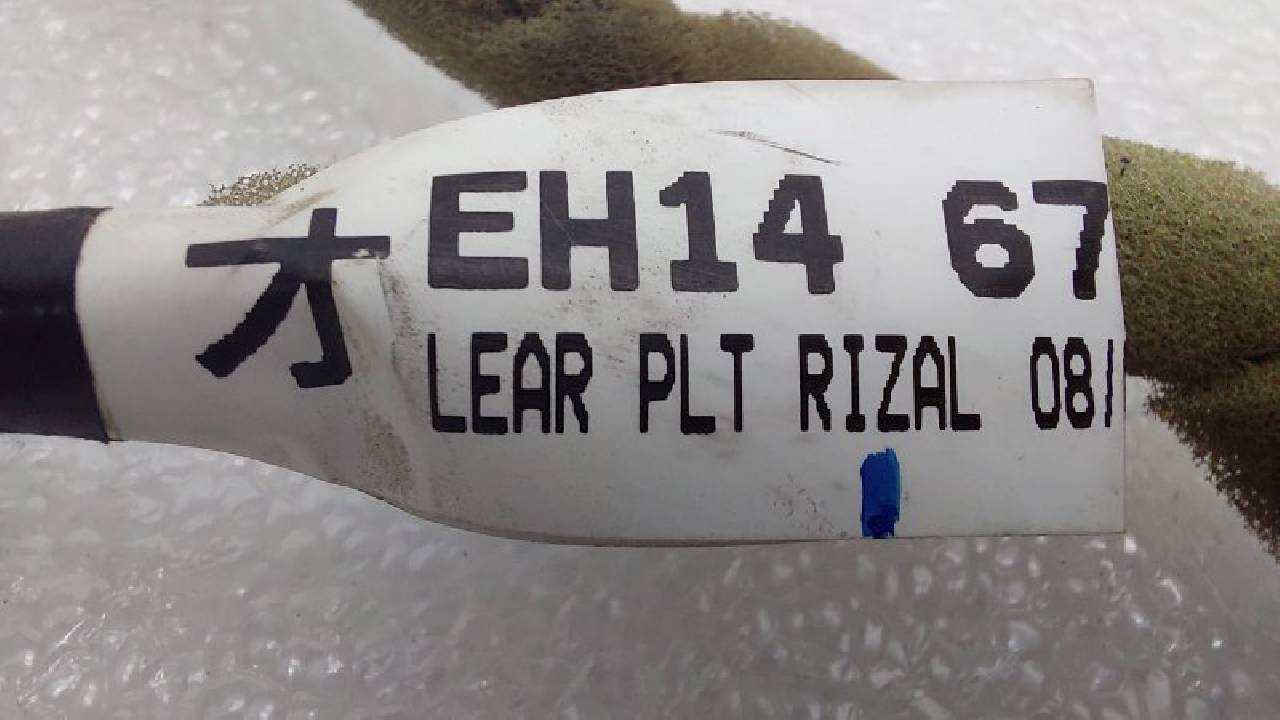 オ
EH14 67
LEAR PLT RIZAL 08/